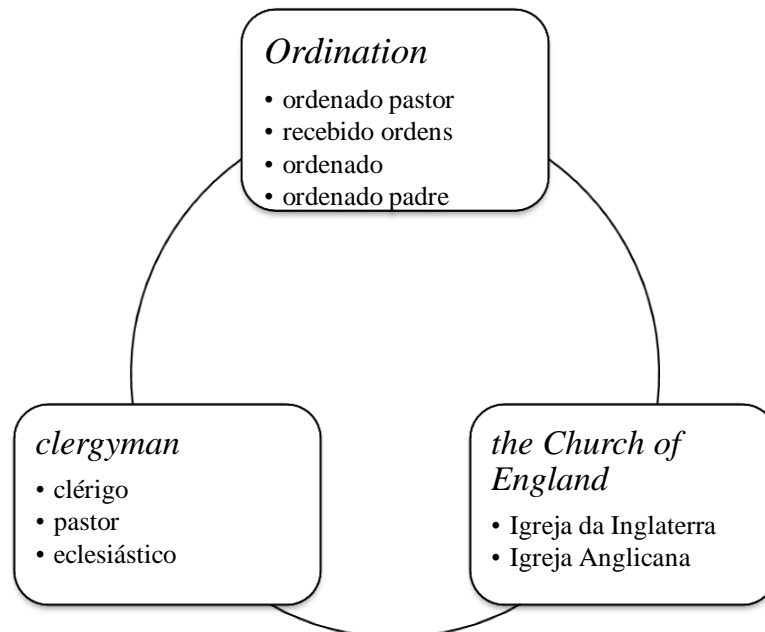 Ordination
• ordenado pastor
• recebido ordens
• ordenado
• ordenado padre
clergyman
• clérigo
• pastor
• eclesiástico
the Church of
England
• Igreja da Inglaterra
• Igreja Anglicana